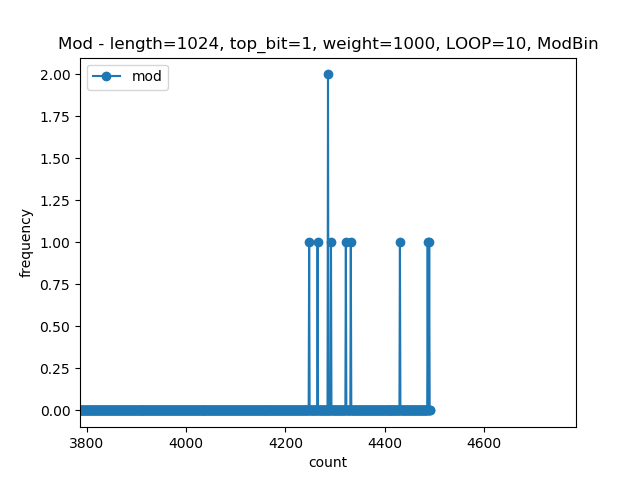 Mod - length=1024, top_bit=1, weight=1000, LOOP=10, ModBin
mod
2.00
1.75
1.50
1.25
1.00
0.75
0.50
0.25
0.00
frequency
3800 4000 4200 4400 4600
count